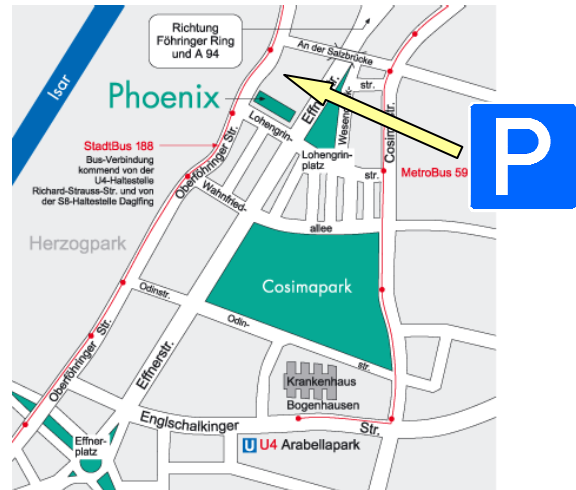 Richtung
Föhringer Ring
und A 94
An der Salzbrücke
Isar
Phoenix
Effnerstr.
str.
Cosimastr.
P
Lohengrin-
StadtBus 188
Bus-Verbindung
kommend von der
U4-Haltestelle
Richard-Strauss-Str. und von
der S8-Haltestelle Daglfing
Oberföhringer Str.
Lohengrin-
platz
str.
MetroBus 59
Wahnfried-
allee
Herzogpark
Cosimapark
Odinstr.
Odin-
str.
Oberföhringer Str.
Effnerstr.
Krankenhaus
Bogenhausen
Englschalkinger
Str.
Effner-
platz
U U4 Arabellapark